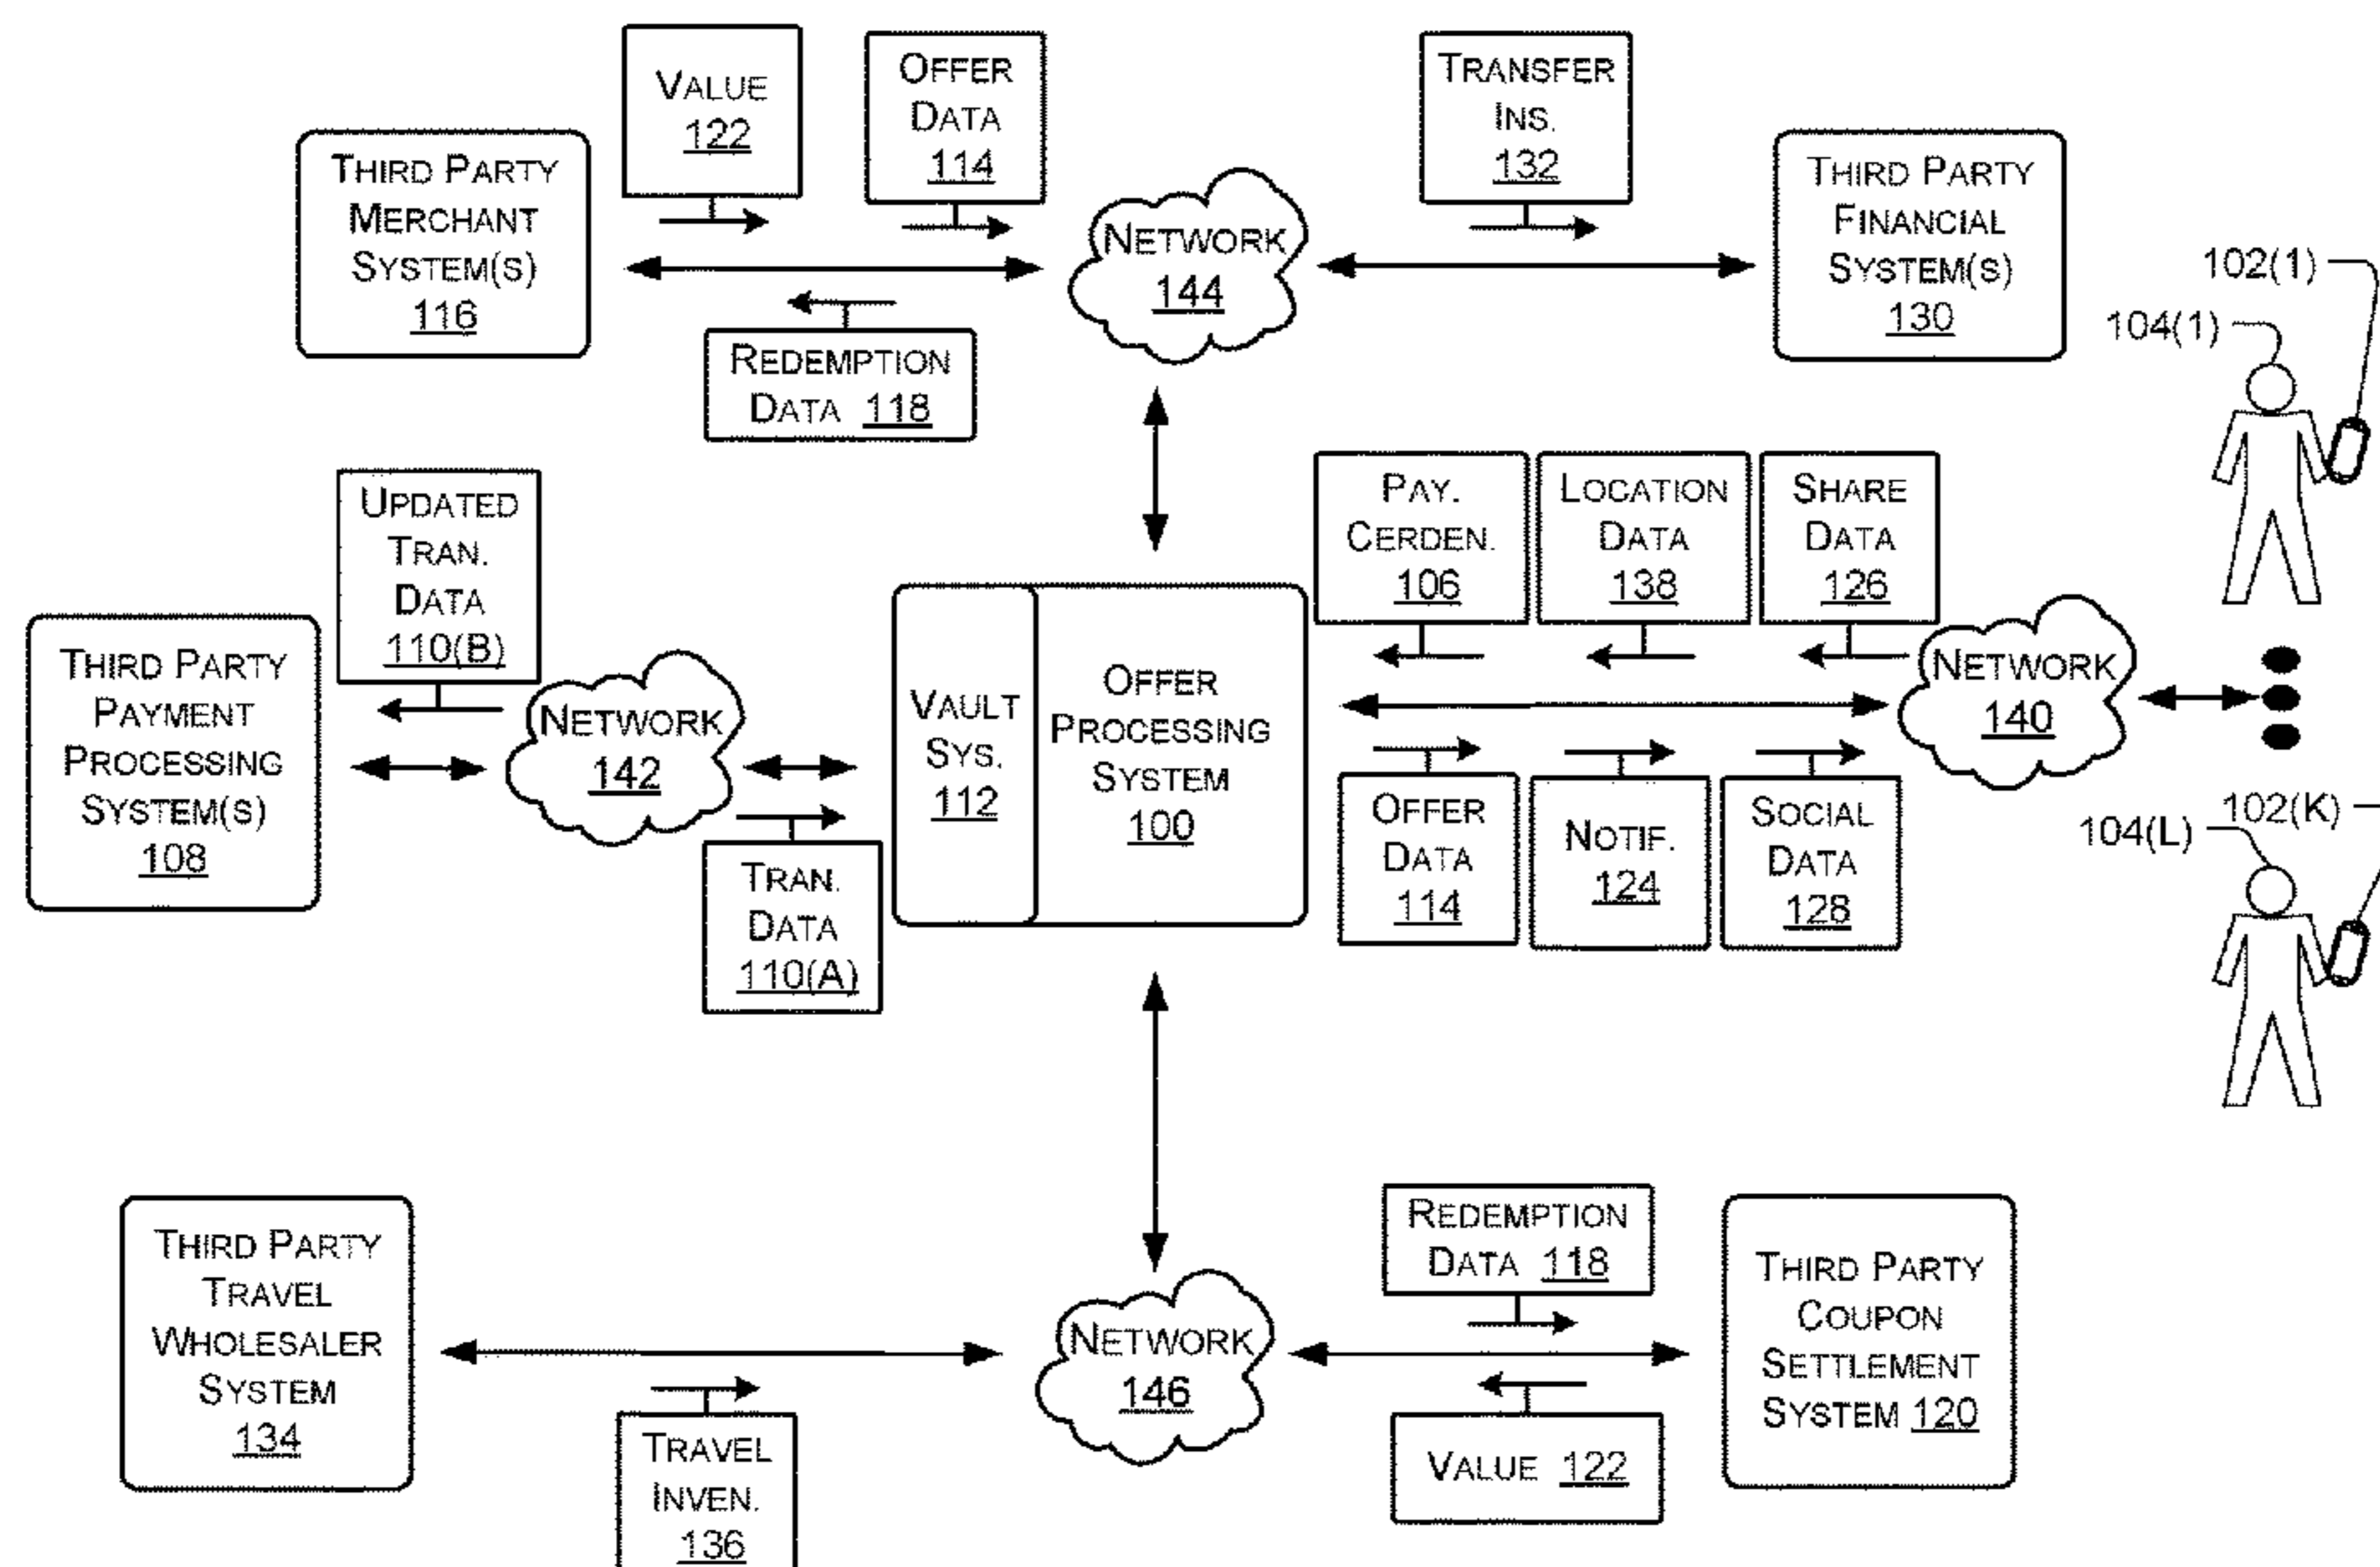 VALUE
122
OFFER
DATA
114
TRANSFER
INS.
132
THIRD PARTY
MERCHANT
SYSTEM(S)
116
NETWORK
144
THIRD PARTY
FINANCIAL
SYSTEM(S)
130
102(1)
104(1)
REDEMPTION
DATA 118
UPDATED
TRAN.
DATA
110(B)
PAY.
CERDEN.
106
LOCATION
DATA
138
SHARE
DATA
126
THIRD PARTY
PAYMENT
PROCESSING
SYSTEM(S)
108
NETWORK
142
VAULT
SYS.
112
OFFER
PROCESSING
SYSTEM
100
NETWORK
140
TRAN.
DATA
110(A)
OFFER
DATA
114
NOTIF.
124
SOCIAL
DATA
128
102(K)
104(L)
THIRD PARTY
TRAVEL
WHOLESALER
SYSTEM
134
NETWORK
146
REDEMPTION
DATA 118
THIRD PARTY
COUPON
SETTLEMENT
SYSTEM 120
TRAVEL
INVEN.
136
VALUE 122